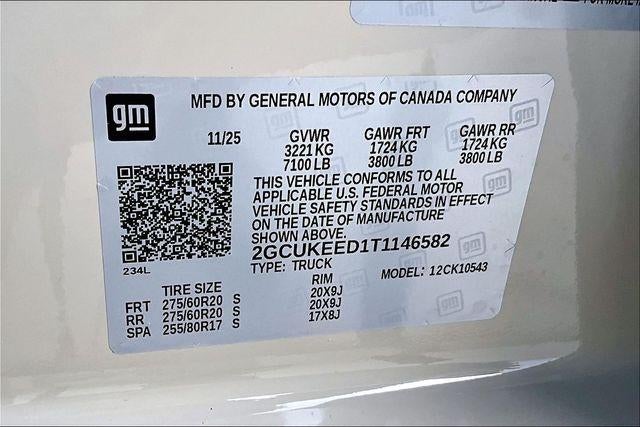 gm
MFD BY GENERAL MOTORS OF CANADA COMPANY
11/25 GVWR GAWR FRT GAWR RR
3221 KG 1724 KG 1724 KG
7100 LB 3800 LB 3800 LB
THIS VEHICLE CONFORMS TO ALL
APPLICABLE U.S. FEDERAL MOTOR
VEHICLE SAFETY STANDARDS IN EFFECT
ON THE DATE OF MANUFACTURE
SHOWN ABOVE.
2GCUKEED1T1146582
234L
TYPE: TRUCK MODEL: 12CK10543
TIRE SIZE RIM
FRT 275/60R20 S 20X9J
RR 275/60R20 S 20X9J
SPA 255/80R17 S 17X8J